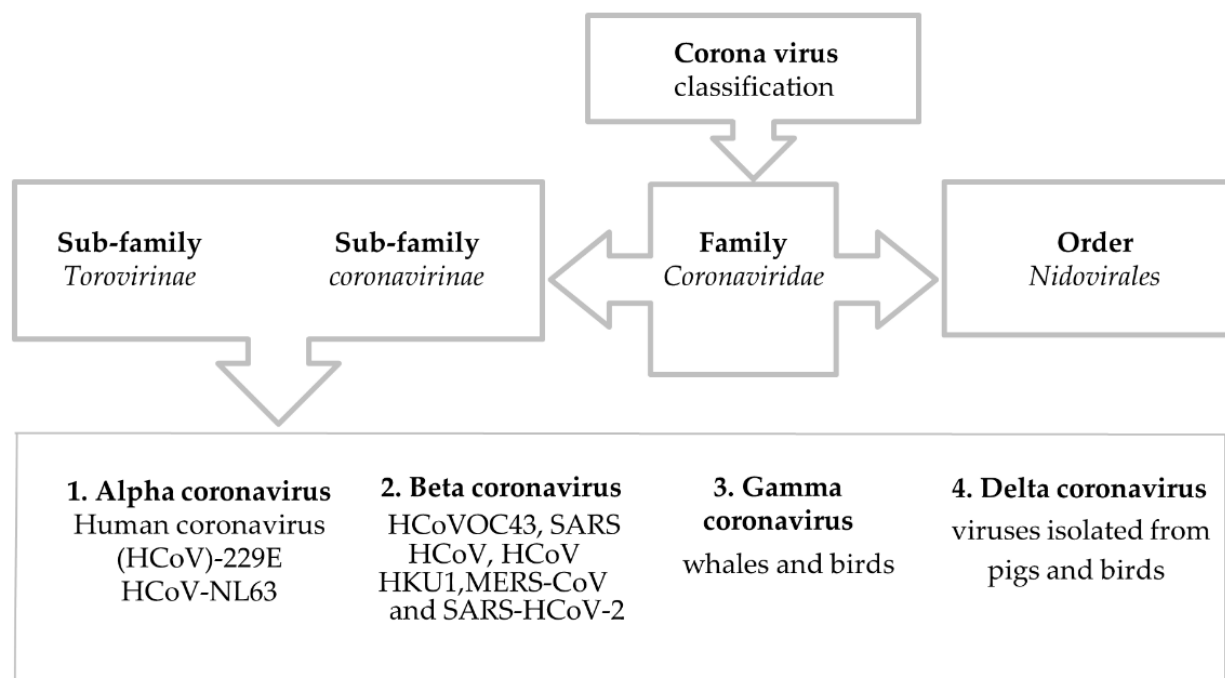 Corona virus
classification
Sub-family
Torovirinae
Sub-family
coronavirinae
Family
Coronaviridae
Order
Nidovirales
1. Alpha coronavirus
Human coronavirus
(HCoV)-229E
HCoV-NL63
2. Beta coronavirus
HCoVOC43, SARS
HCoV, HCoV
HKU1,MERS-CoV
and SARS-HCoV-2
3. Gamma
coronavirus
whales and birds
4. Delta coronavirus
viruses isolated from
pigs and birds